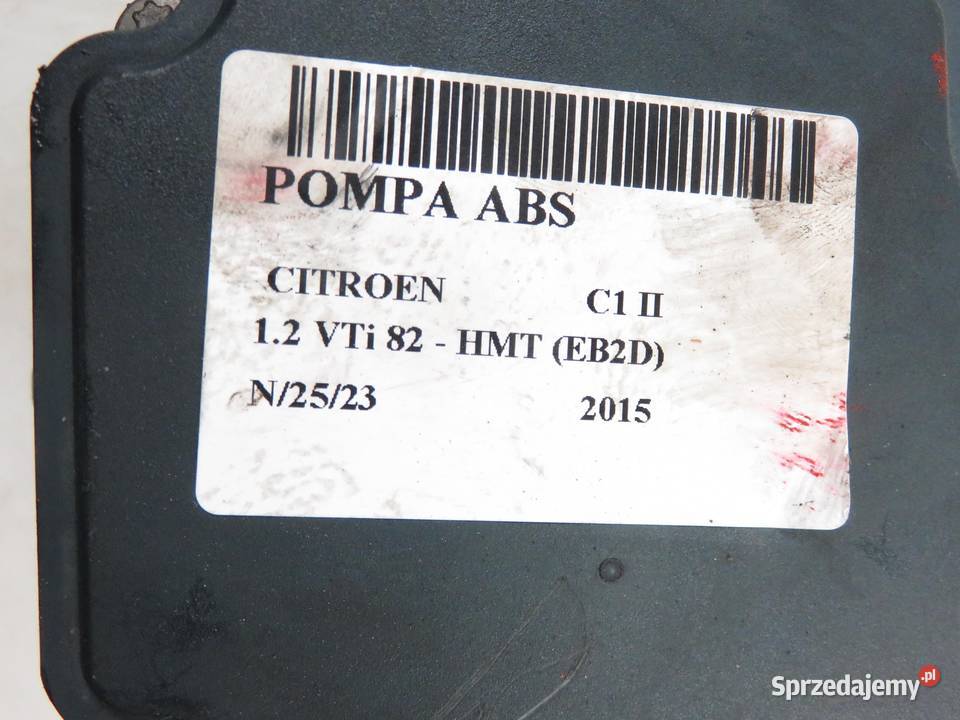 POMPA ABS
CITROEN C1 II
1.2 VTi 82 - HMT (EB2D)
N/25/23 2015
Sprzedajemy.pl